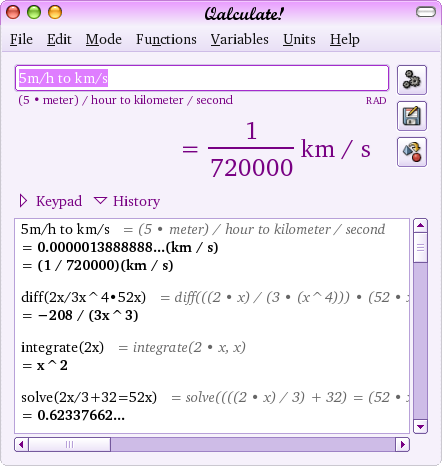 Qalculate!
File Edit Mode Functions Variables Units Help
5m/h to km/s
(5 • meter) / hour to kilometer / second RAD
= 1/720000 km / s
Keypad History
5m/h to km/s = (5 • meter) / hour to kilometer / second
= 0.0000013888888...(km / s)
= (1 / 720000)(km / s)
diff(2x/3x^4•52x) = diff(((2 • x) / (3 • (x^4))) • (52 •
= −208 / (3x^3)
integrate(2x) = integrate(2 • x, x)
= x^2
solve(2x/3+32=52x) = solve((((2 • x) / 3) + 32) = (52 •
= 0.62337662...